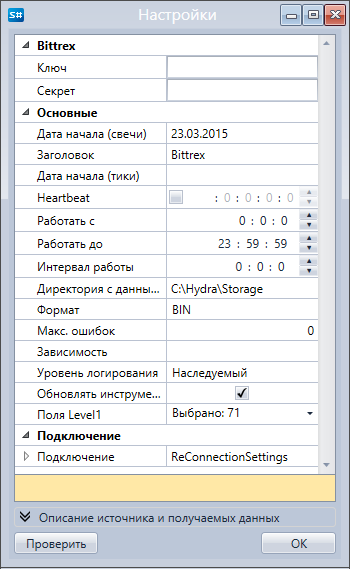 S# Настройки
Bittrex
Ключ
Секрет
Основные
Дата начала (свечи) 23.03.2015
Заголовок Bittrex
Дата начала (тики)
Heartbeat : 0 : 0 : 0 : 0
Работать с 0 : 0 : 0
Работать до 23 : 59 : 59
Интервал работы 0 : 0 : 0
Директория с данны... C:\Hydra\Storage
Формат BIN
Макс. ошибок 0
Зависимость
Уровень логирования Наследуемый
Обновлять инструме...
Поля Level1 Выбрано: 71
Подключение
Подключение ReConnectionSettings
Описание источника и получаемых данных
Проверить OK